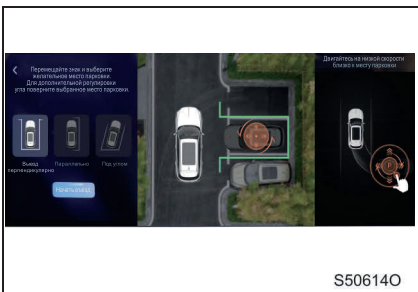 Перемещайте знак и выберите
желательное место парковки.
Для дополнительной регулировки
угла поверните выбранное место парковки.
Выезд
перпендикулярно
Параллельно
Под углом
Начать выезд
Двигайтесь на низкой скорости
близко к месту парковки
P
S50614O